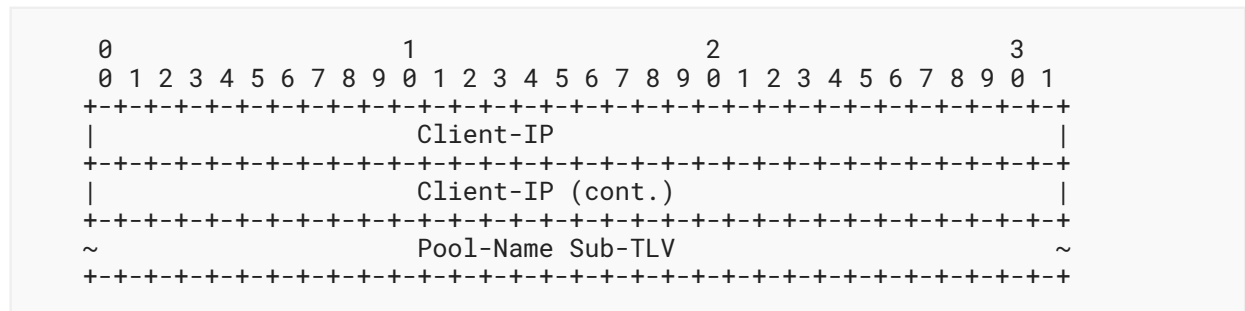 0                   1                   2                   3
 0 1 2 3 4 5 6 7 8 9 0 1 2 3 4 5 6 7 8 9 0 1 2 3 4 5 6 7 8 9 0 1
+-+-+-+-+-+-+-+-+-+-+-+-+-+-+-+-+-+-+-+-+-+-+-+-+-+-+-+-+-+-+-+-+
|                     Client-IP                                 |
+-+-+-+-+-+-+-+-+-+-+-+-+-+-+-+-+-+-+-+-+-+-+-+-+-+-+-+-+-+-+-+-+
|                     Client-IP (cont.)                         |
+-+-+-+-+-+-+-+-+-+-+-+-+-+-+-+-+-+-+-+-+-+-+-+-+-+-+-+-+-+-+-+-+
~                     Pool-Name Sub-TLV                         ~
+-+-+-+-+-+-+-+-+-+-+-+-+-+-+-+-+-+-+-+-+-+-+-+-+-+-+-+-+-+-+-+-+